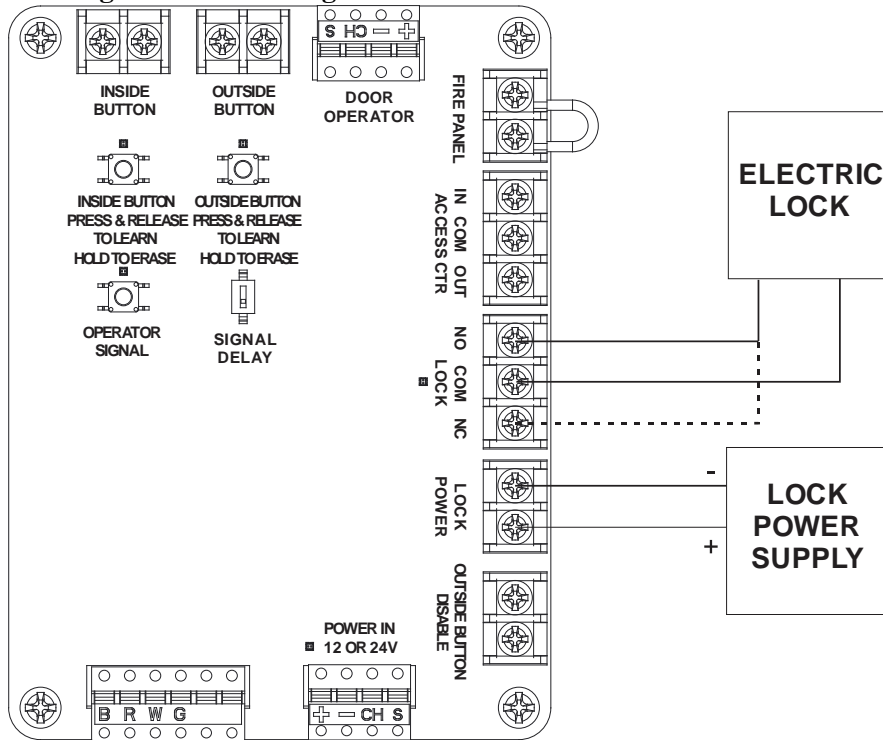 S CH − +
INSIDE
BUTTON
OUTSIDE
BUTTON
DOOR
OPERATOR
FIRE PANEL
INSIDE BUTTON
PRESS & RELEASE
TO LEARN
HOLD TO ERASE
OUTSIDE BUTTON
PRESS & RELEASE
TO LEARN
HOLD TO ERASE
IN COM OUT
ACCESS CTR
ELECTRIC
LOCK
OPERATOR
SIGNAL
SIGNAL
DELAY
NO COM NC
LOCK
LOCK
POWER
-
+
LOCK
POWER
SUPPLY
OUTSIDE BUTTON
DISABLE
POWER IN
12 OR 24V
B R W G
+ − CH S